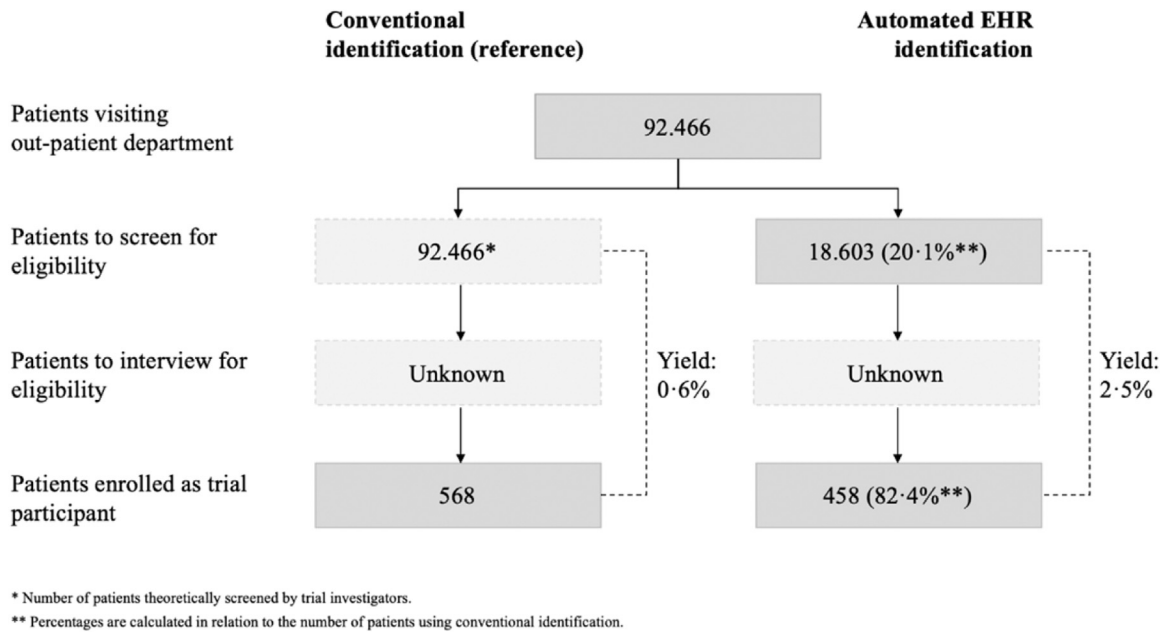 Conventional
identification (reference)
Automated EHR
identification
Patients visiting
out-patient department
92.466
Patients to screen for
eligibility
92.466*
18.603 (20·1%**)
Patients to interview for
eligibility
Unknown
Yield:
0·6%
Unknown
Yield:
2·5%
Patients enrolled as trial
participant
568
458 (82·4%**)
* Number of patients theoretically screened by trial investigators.
** Percentages are calculated in relation to the number of patients using conventional identification.